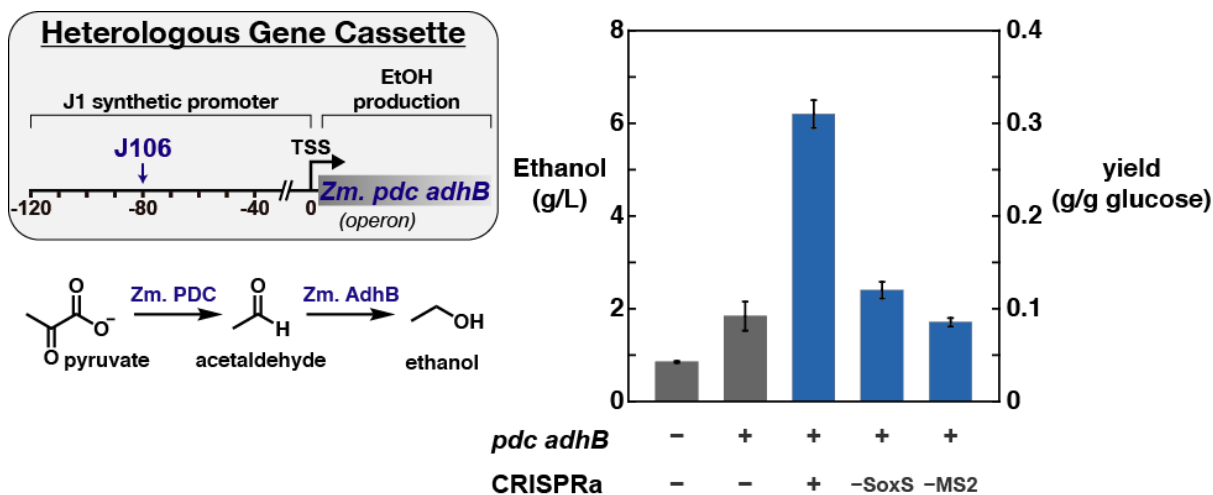 Heterologous Gene Cassette
EtOH
production
J1 synthetic promoter
J106
TSS
Zm. pdc adhB
-120
-80
-40
0
(operon)
Zm. PDC
Zm. AdhB
O
O⁻
O
pyruvate
O
H
acetaldehyde
OH
ethanol
8
6
4
2
0
Ethanol
(g/L)
0.4
0.3
0.2
0.1
0
yield
(g/g glucose)
pdc adhB − + + + +
CRISPRa − − + −SoxS −MS2